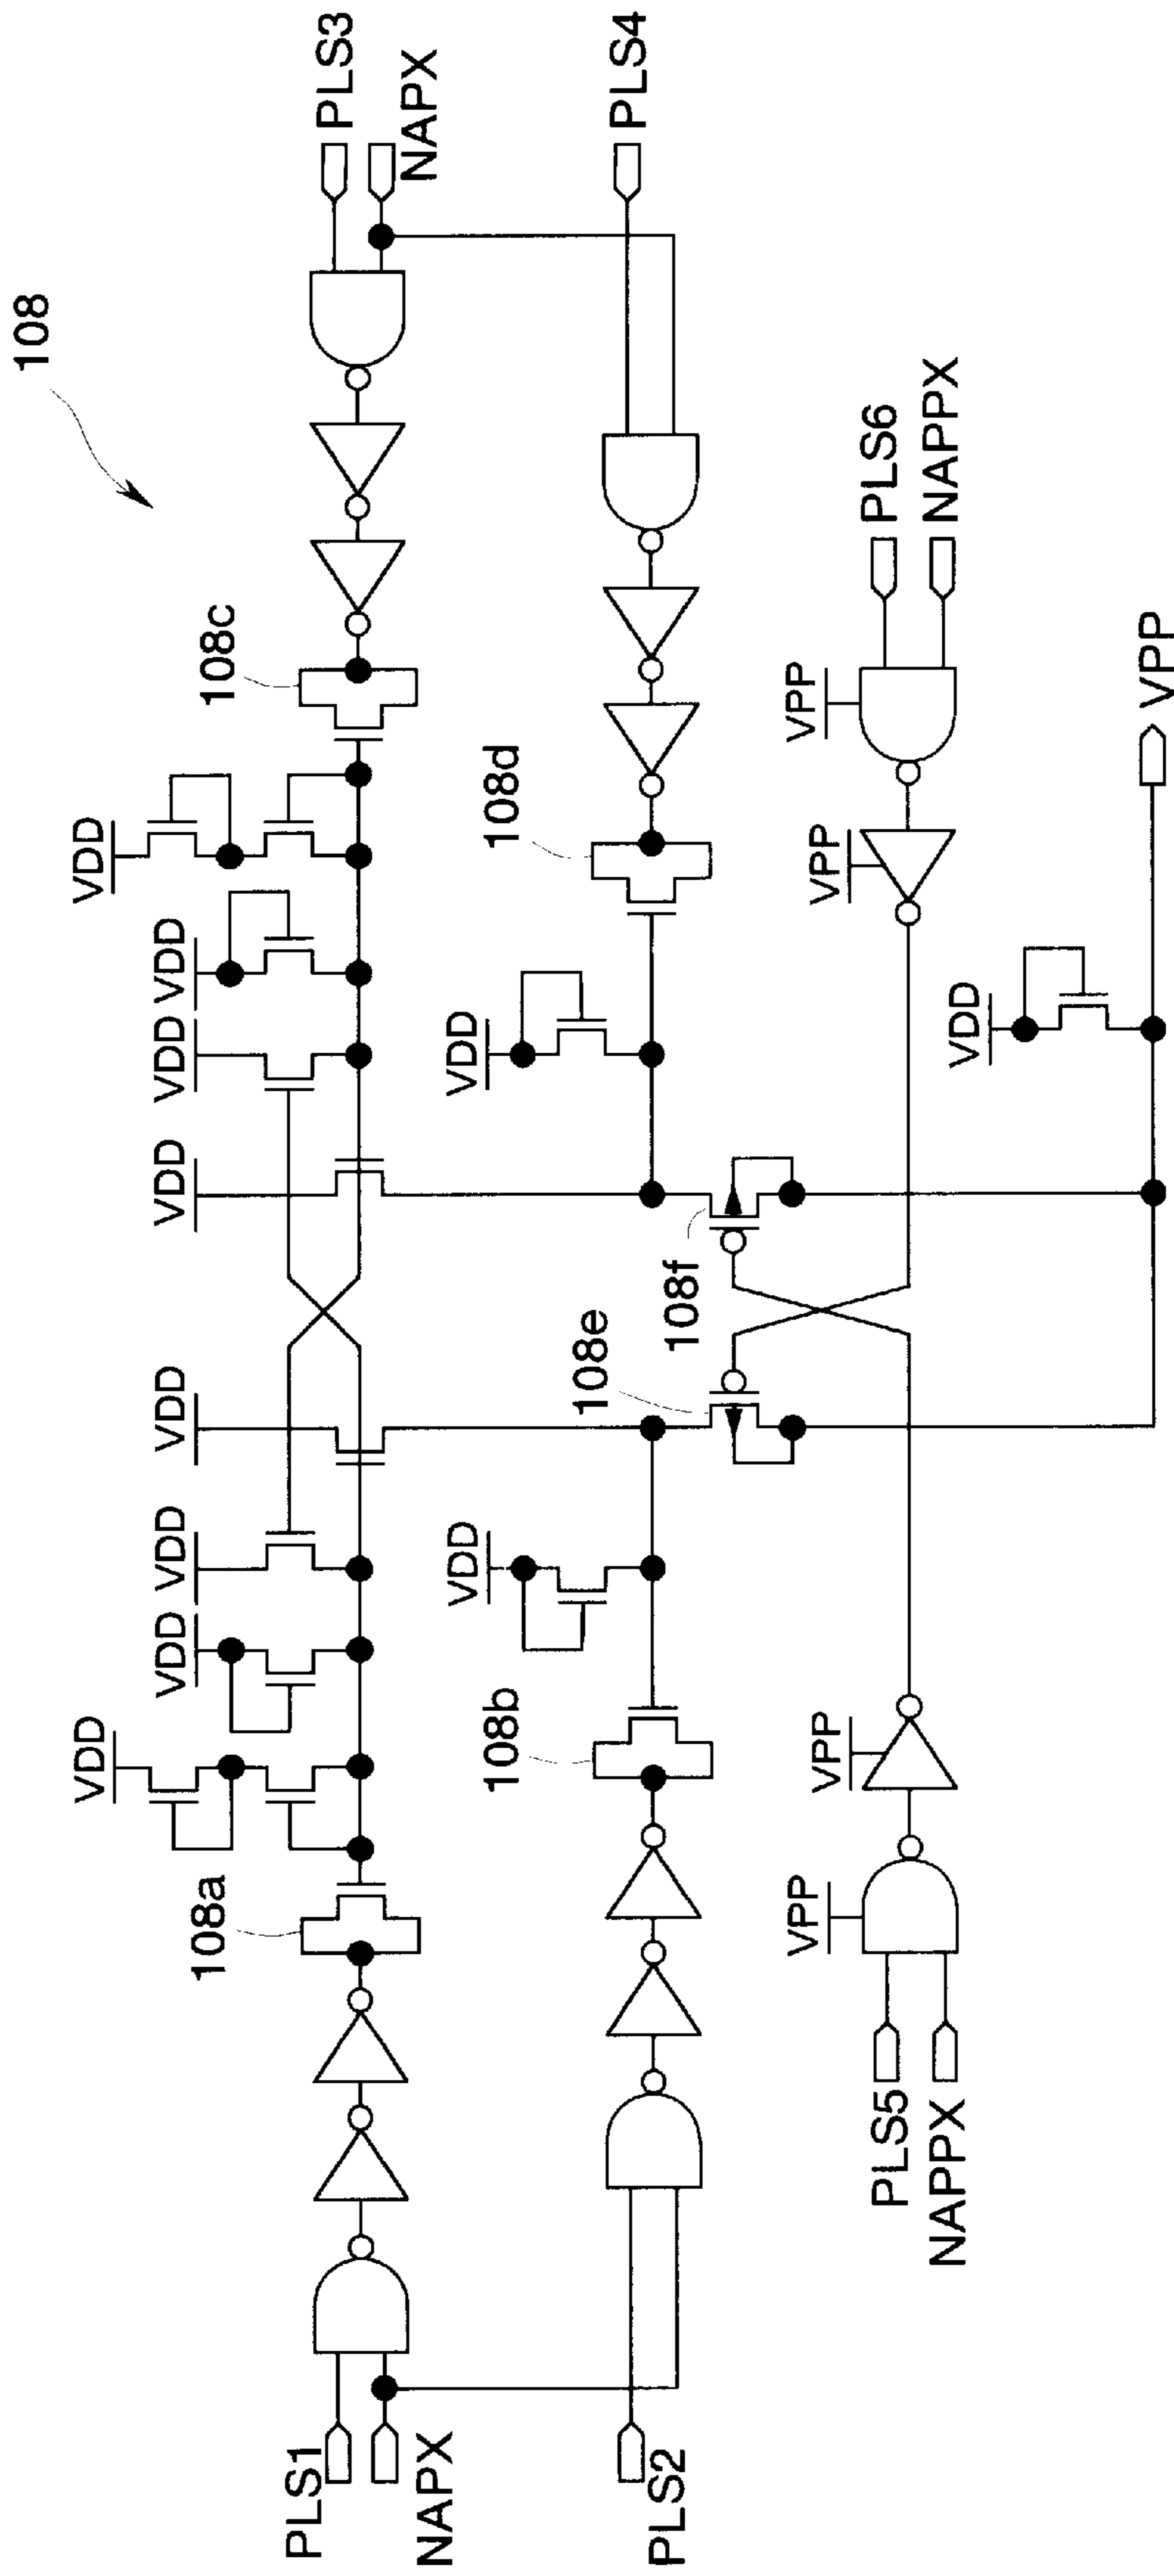 108
VDD
VDD
VDD
VDD
VDD
VDD
VDD
VDD
108a
108c
PLS1
PLS3
NAPX
NAPX
VDD
VDD
108b
108d
108e
PLS2
PLS4
108f
VPP
VPP
VPP
VPP
PLS5
PLS6
NAPPX
NAPPX
VDD
VPP